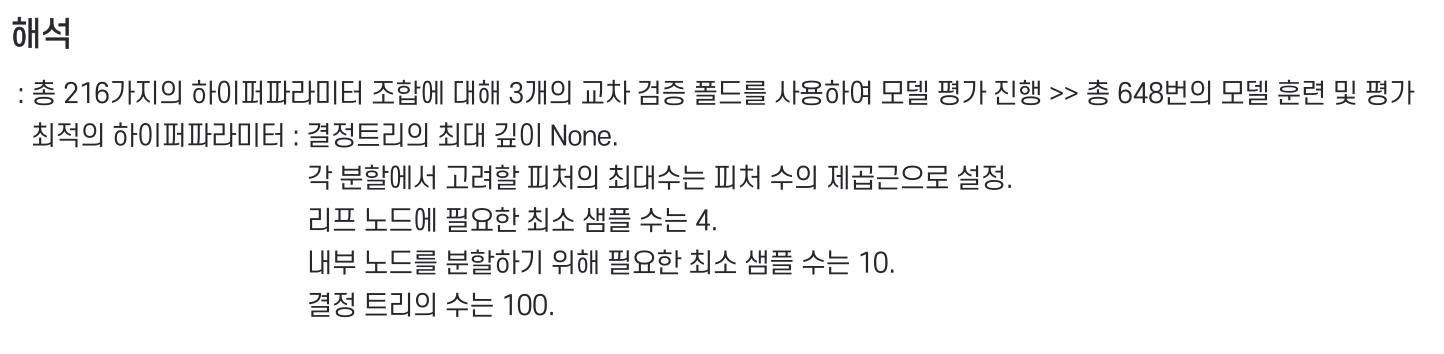 해석
: 총 216가지의 하이퍼파라미터 조합에 대해 3개의 교차 검증 폴드를 사용하여 모델 평가 진행 >> 총 648번의 모델 훈련 및 평가
최적의 하이퍼파라미터 : 결정트리의 최대 깊이 None.
각 분할에서 고려할 피처의 최대수는 피처 수의 제곱근으로 설정.
리프 노드에 필요한 최소 샘플 수는 4.
내부 노드를 분할하기 위해 필요한 최소 샘플 수는 10.
결정 트리의 수는 100.